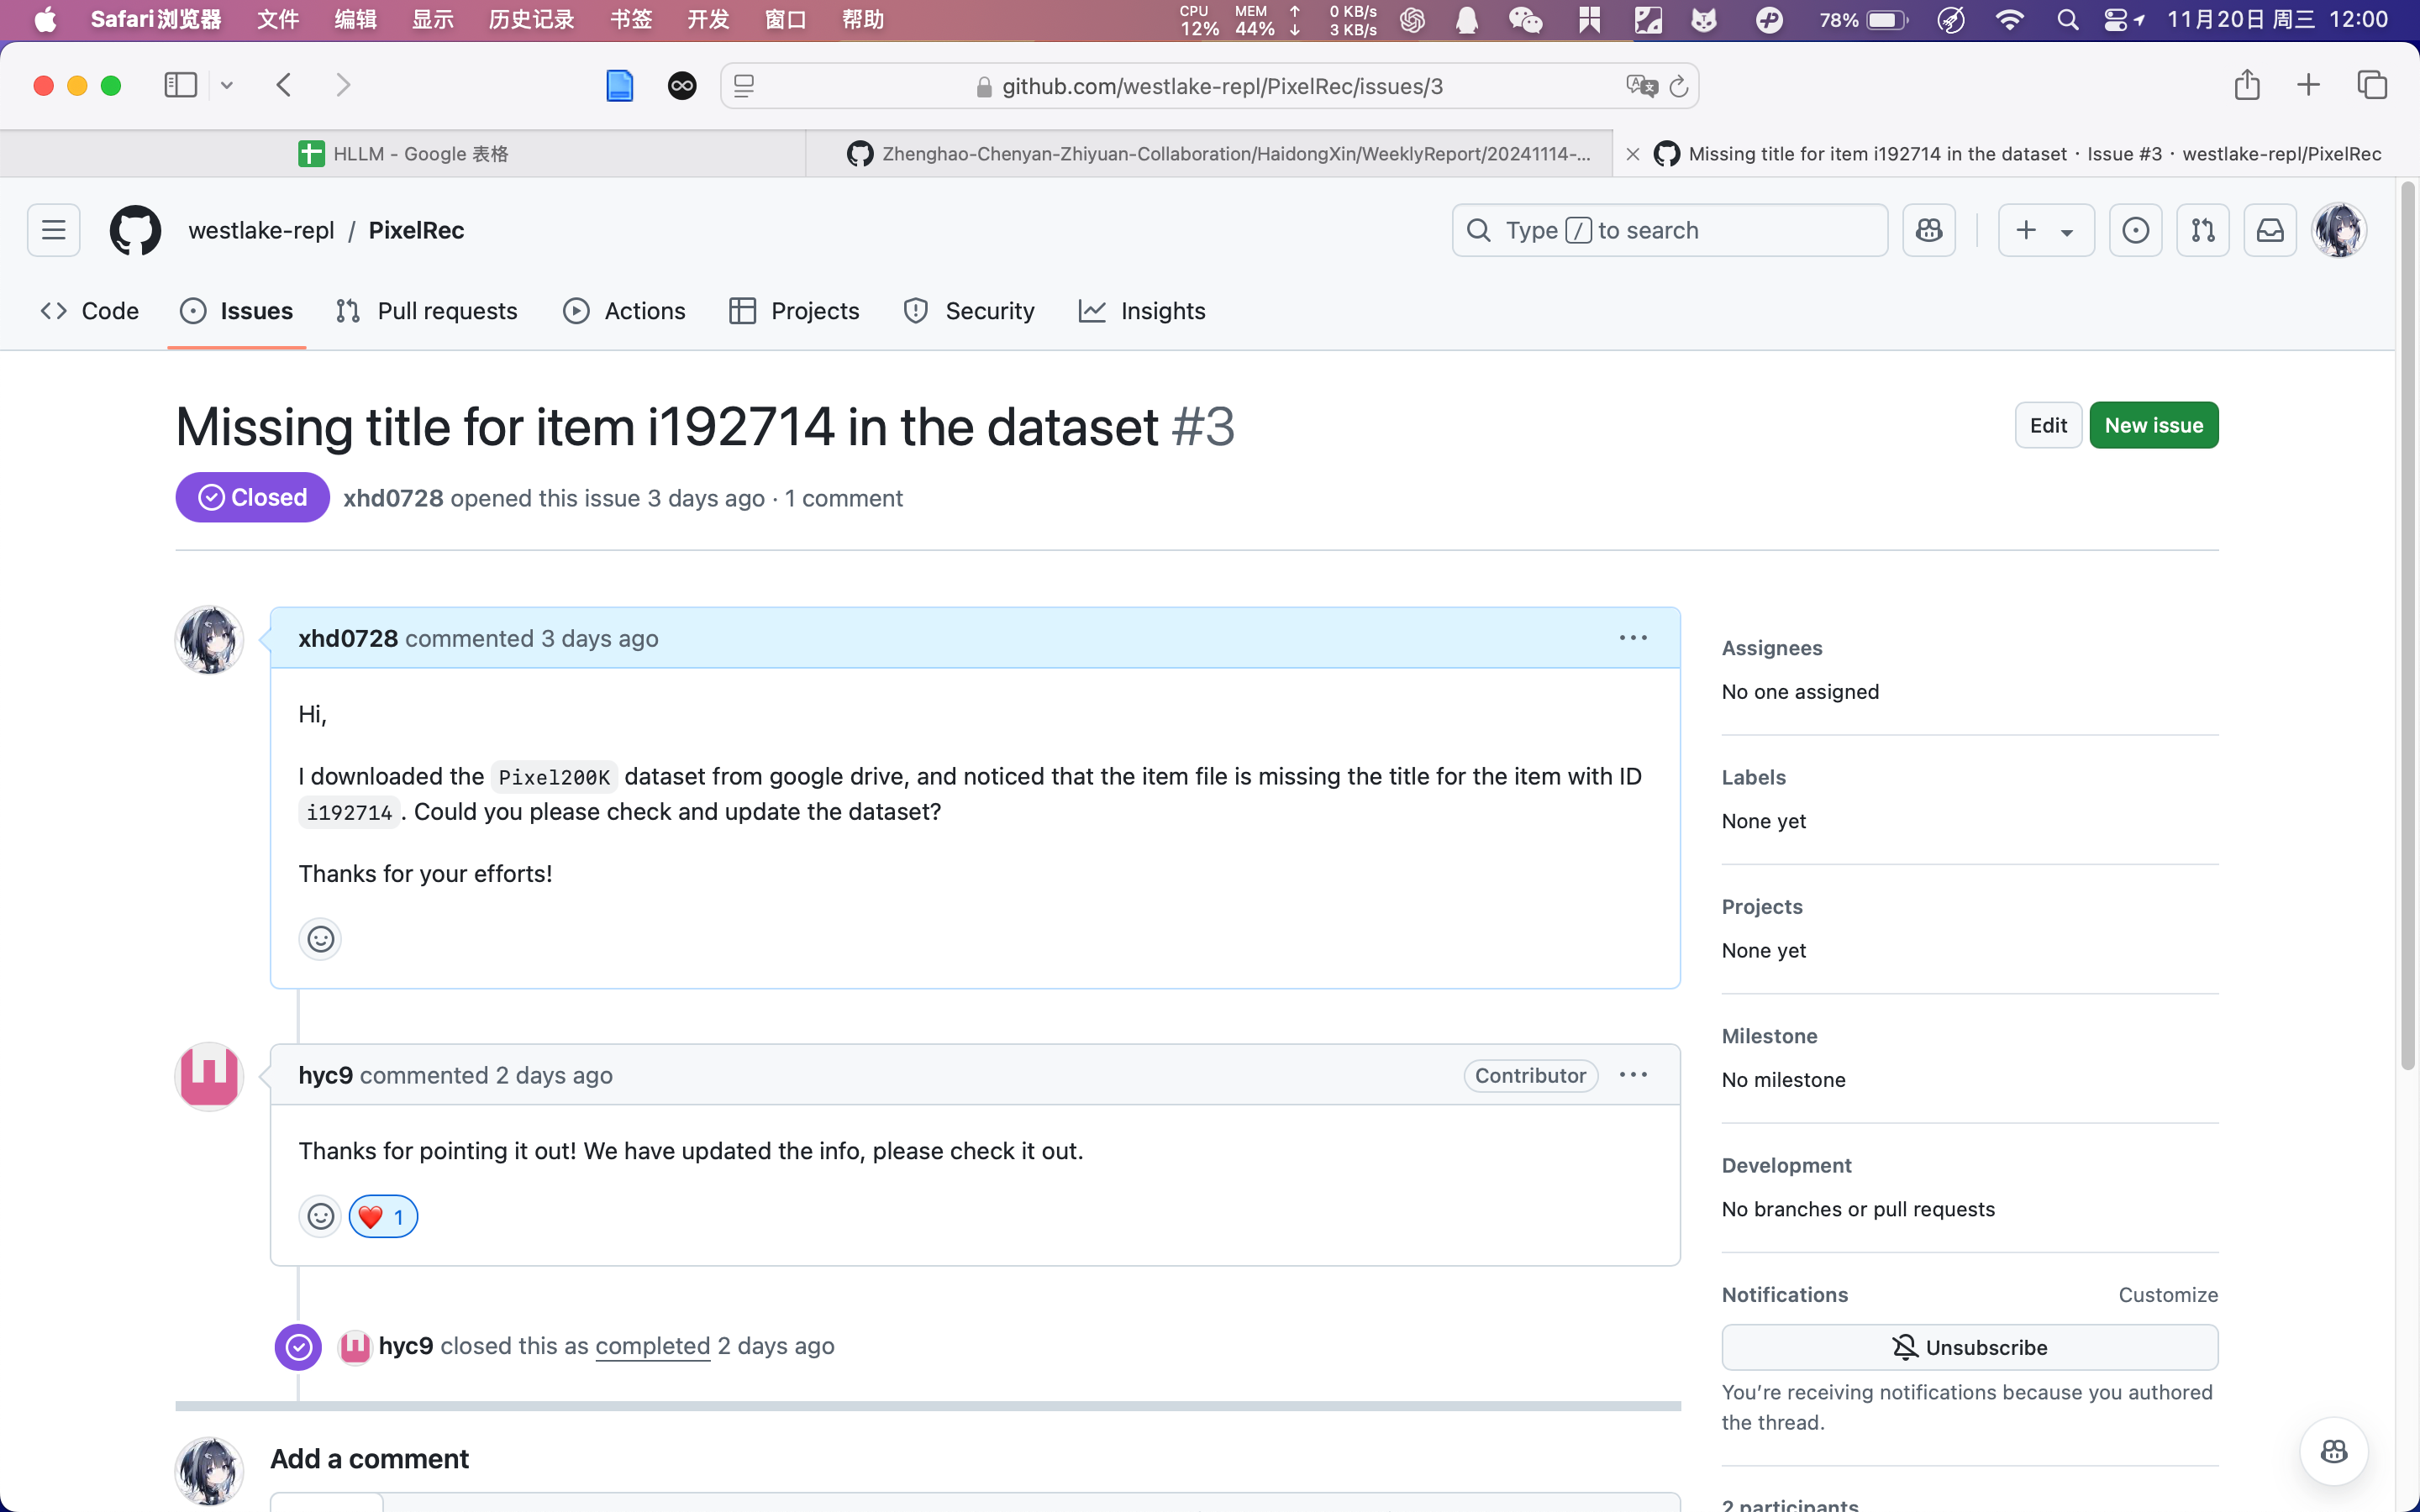 Safari浏览器 文件 编辑 显示 历史记录 书签 开发 窗口 帮助 CPU 12% MEM 44% ↑ ↓ 0 KB/s 3 KB/s 78% 11月20日 周三 12:00
github.com/westlake-repl/PixelRec/issues/3
HLLM - Google 表格 Zhenghao-Chenyan-Zhiyuan-Collaboration/HaidongXin/WeeklyReport/20241114-... Missing title for item i192714 in the dataset · Issue #3 · westlake-repl/PixelRec
westlake-repl / PixelRec Type / to search
Code Issues Pull requests Actions Projects Security Insights
Missing title for item i192714 in the dataset #3 Edit New issue
Closed xhd0728 opened this issue 3 days ago · 1 comment
xhd0728 commented 3 days ago
Hi,
I downloaded the Pixel200K dataset from google drive, and noticed that the item file is missing the title for the item with ID
i192714. Could you please check and update the dataset?
Thanks for your efforts!
hyc9 commented 2 days ago Contributor
Thanks for pointing it out! We have updated the info, please check it out.
❤️ 1
hyc9 closed this as completed 2 days ago
Add a comment
Assignees
No one assigned
Labels
None yet
Projects
None yet
Milestone
No milestone
Development
No branches or pull requests
Notifications Customize
Unsubscribe
You're receiving notifications because you authored
the thread.
2 participants